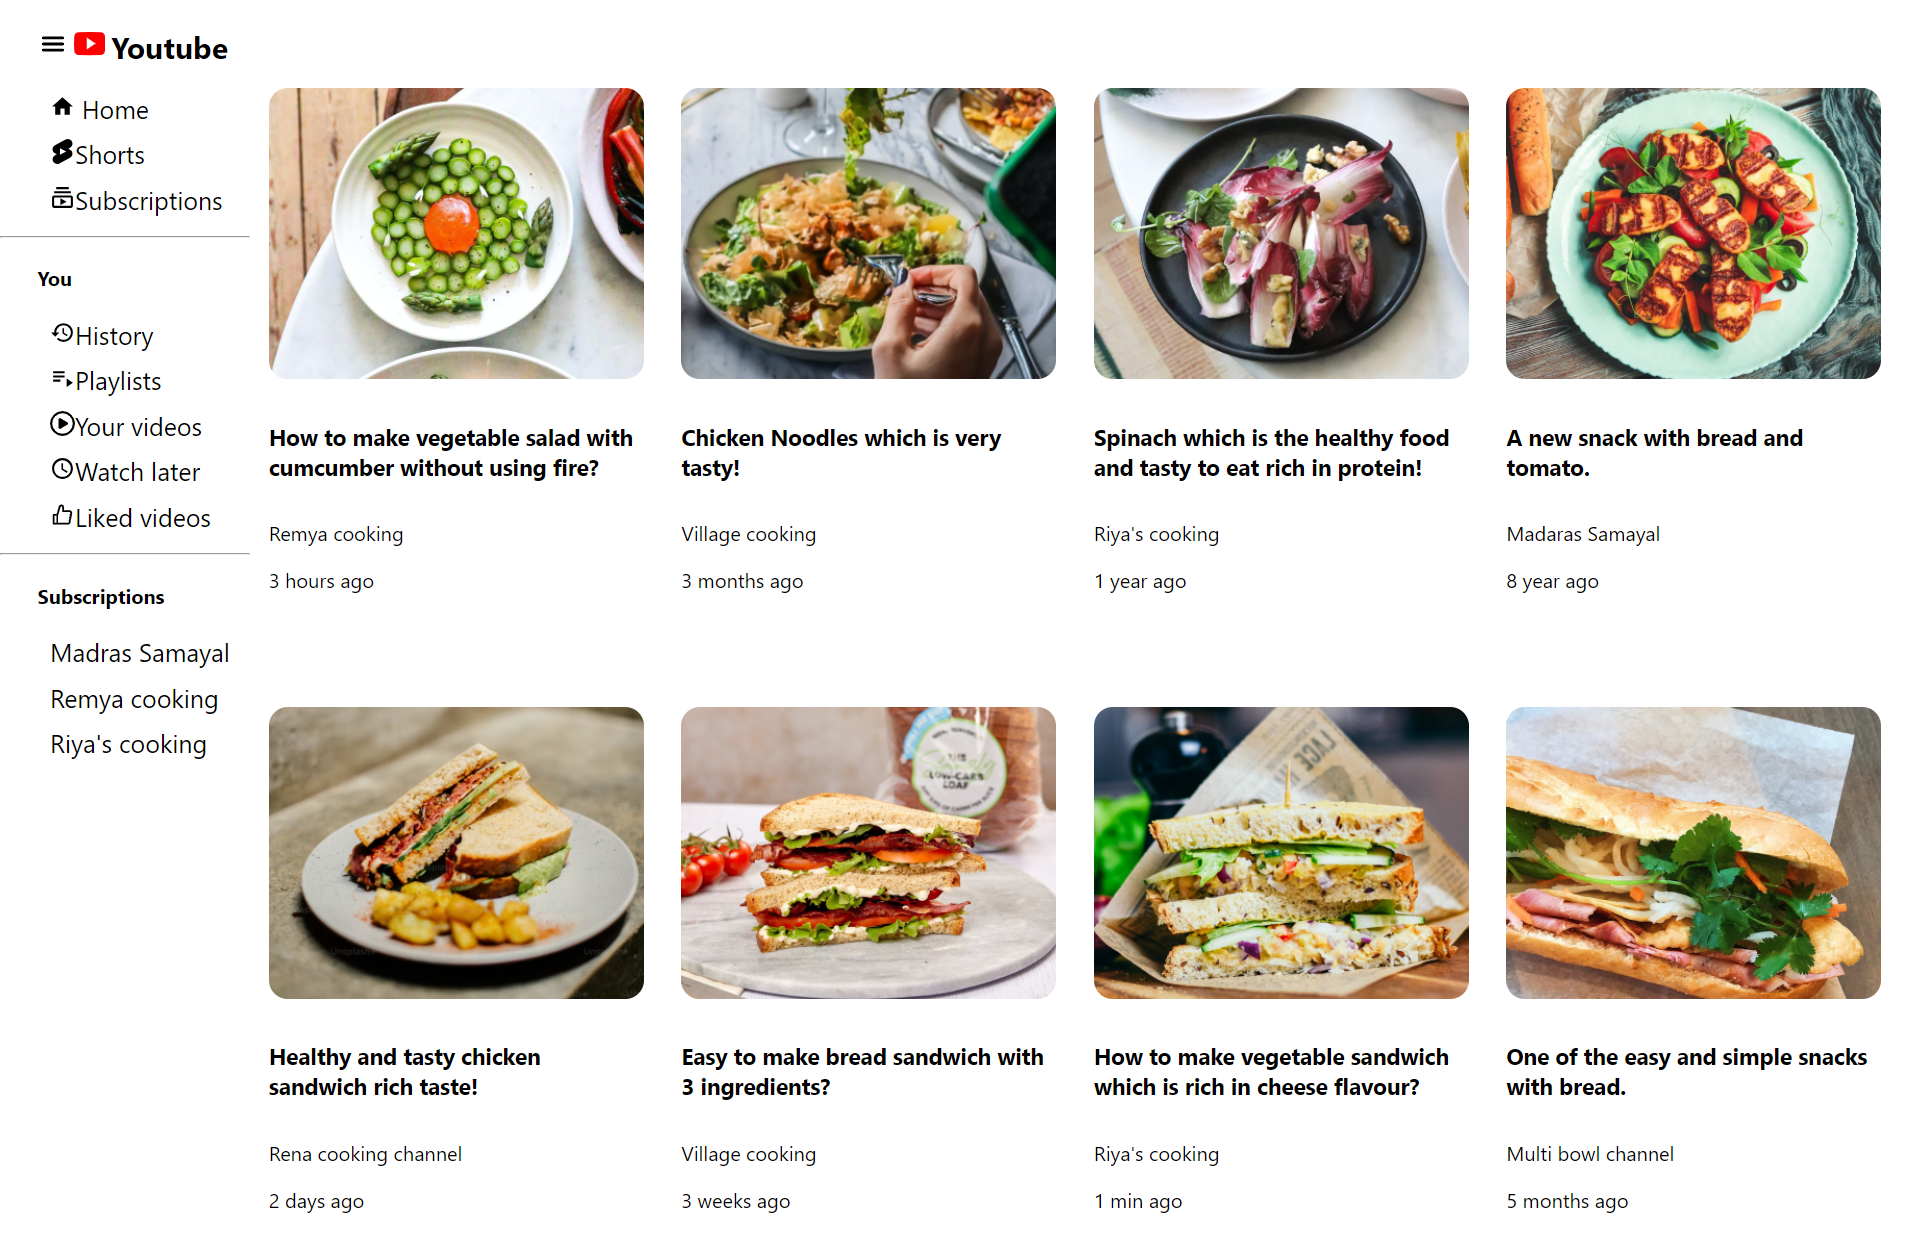 Youtube
Home
Shorts
Subscriptions
You
History
Playlists
Your videos
Watch later
Liked videos
Subscriptions
Madras Samayal
Remya cooking
Riya's cooking
How to make vegetable salad with
cumcumber without using fire?
Remya cooking
3 hours ago
Chicken Noodles which is very
tasty!
Village cooking
3 months ago
Spinach which is the healthy food
and tasty to eat rich in protein!
Riya's cooking
1 year ago
A new snack with bread and
tomato.
Madaras Samayal
8 year ago
Healthy and tasty chicken
sandwich rich taste!
Rena cooking channel
2 days ago
LOW-CARB
LOAF
Easy to make bread sandwich with
3 ingredients?
Village cooking
3 weeks ago
How to make vegetable sandwich
which is rich in cheese flavour?
Riya's cooking
1 min ago
One of the easy and simple snacks
with bread.
Multi bowl channel
5 months ago